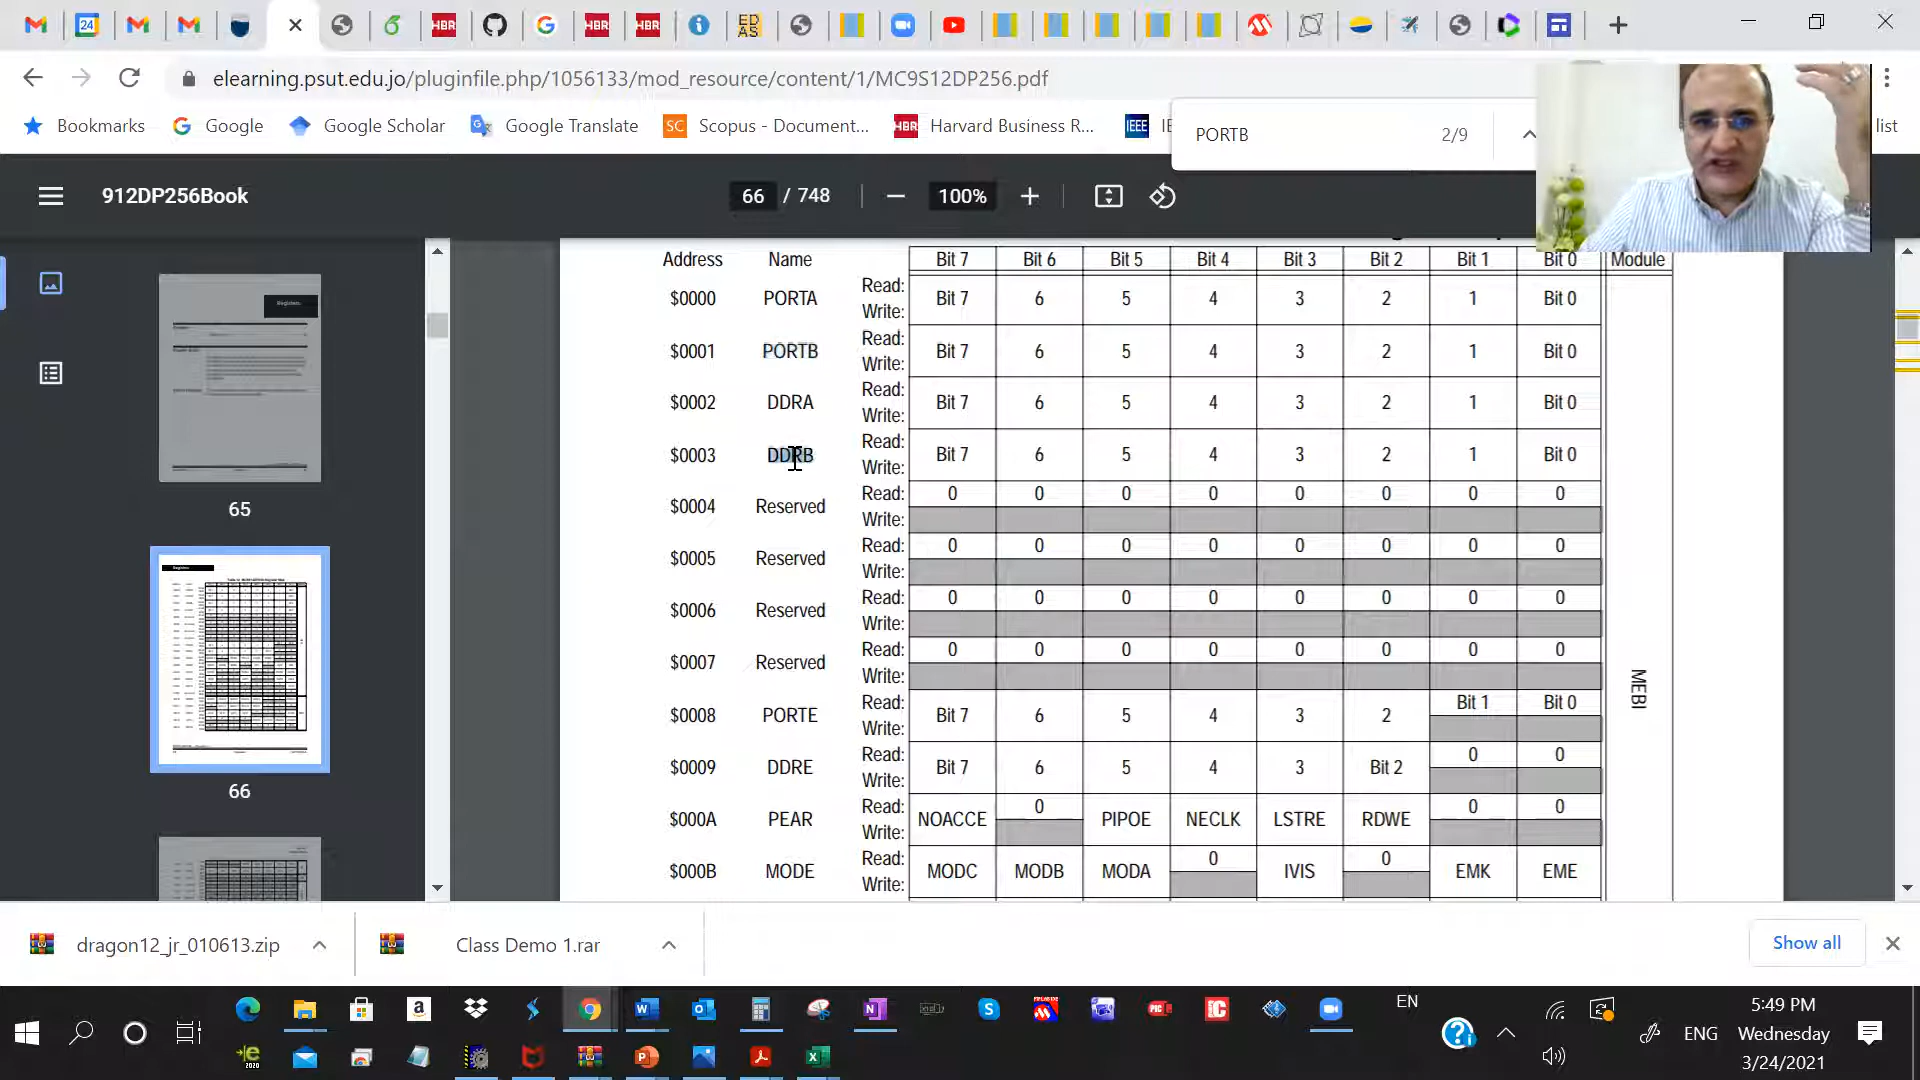 24
HBR
G
HBR
HBR
ED
AS
elearning.psut.edu.jo/pluginfile.php/1056133/mod_resource/content/1/MC9S12DP256.pdf
Bookmarks
Google
Google Scholar
Google Translate
SC Scopus - Document...
HBR Harvard Business R...
IEEE
list
PORTB
2/9
912DP256Book
66 / 748
100%
65
66
Address Name Bit 7 Bit 6 Bit 5 Bit 4 Bit 3 Bit 2 Bit 1 Bit 0 Module
$0000 PORTA Read: Write: Bit 7 6 5 4 3 2 1 Bit 0
$0001 PORTB Read: Write: Bit 7 6 5 4 3 2 1 Bit 0
$0002 DDRA Read: Write: Bit 7 6 5 4 3 2 1 Bit 0
$0003 DDRB Read: Write: Bit 7 6 5 4 3 2 1 Bit 0
$0004 Reserved Read: 0 0 0 0 0 0 0 0
Write:
$0005 Reserved Read: 0 0 0 0 0 0 0 0
Write:
$0006 Reserved Read: 0 0 0 0 0 0 0 0
Write:
$0007 Reserved Read: 0 0 0 0 0 0 0 0
Write:
$0008 PORTE Read: Write: Bit 7 6 5 4 3 2 Bit 1 Bit 0
$0009 DDRE Read: Write: Bit 7 6 5 4 3 Bit 2 0 0
$000A PEAR Read: Write: NOACCE 0 PIPOE NECLK LSTRE RDWE 0 0
$000B MODE Read: Write: MODC MODB MODA 0 IVIS 0 EMK EME
MEBI
dragon12_jr_010613.zip
Class Demo 1.rar
Show all
EN
ENG
5:49 PM
Wednesday
3/24/2021